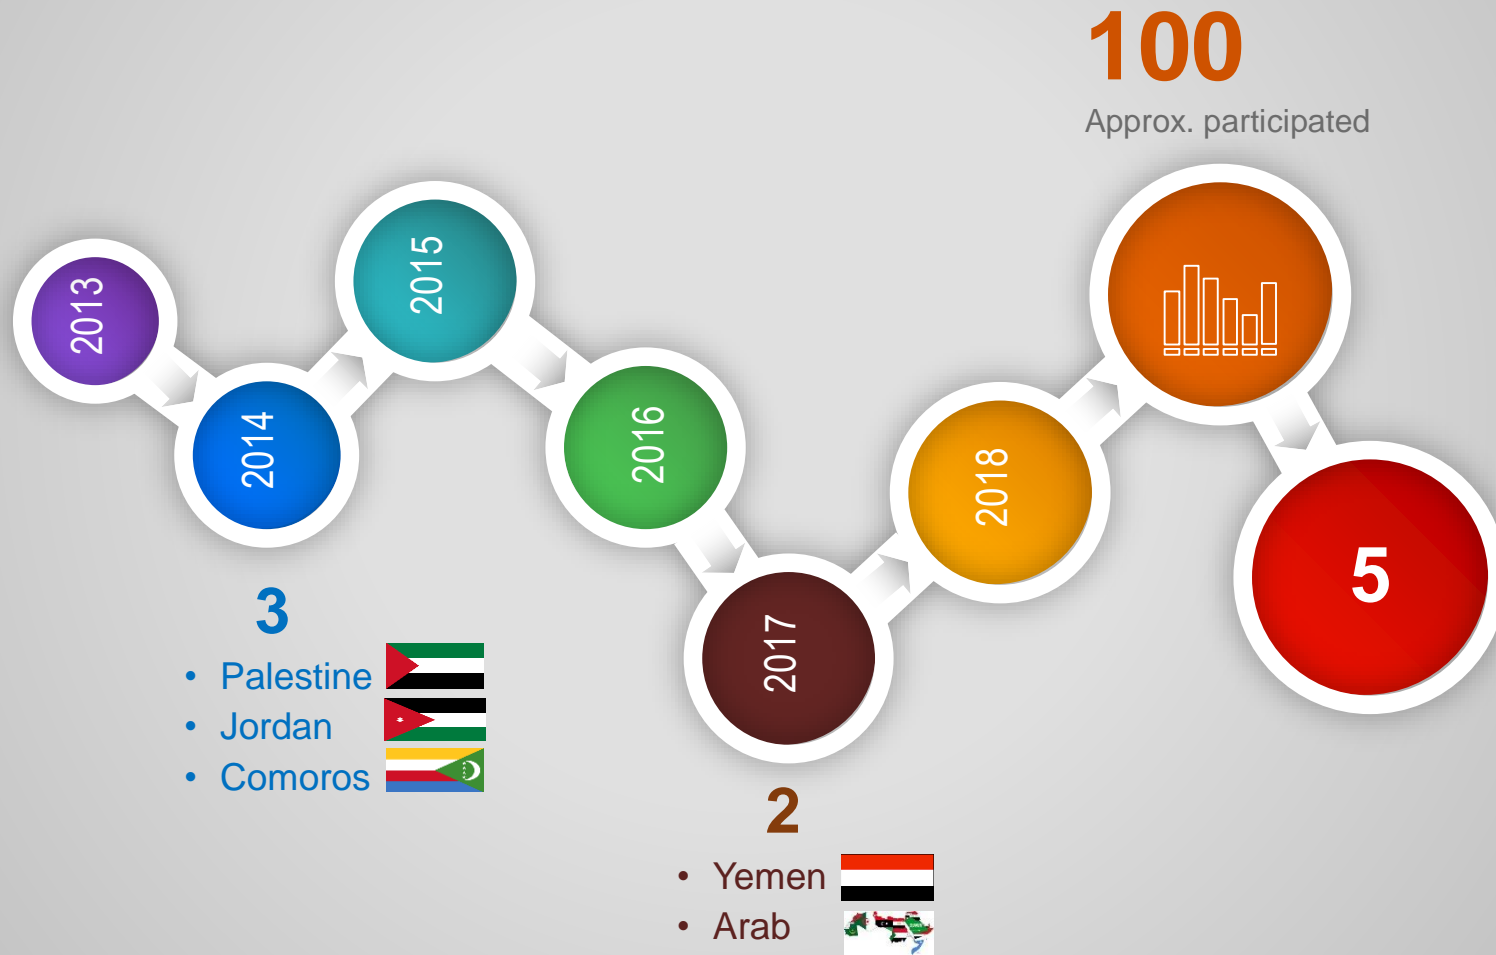 100
Approx. participated
2013
2014
2015
2016
2017
2018
5
3
• Palestine
• Jordan
• Comoros
2
• Yemen
• Arab